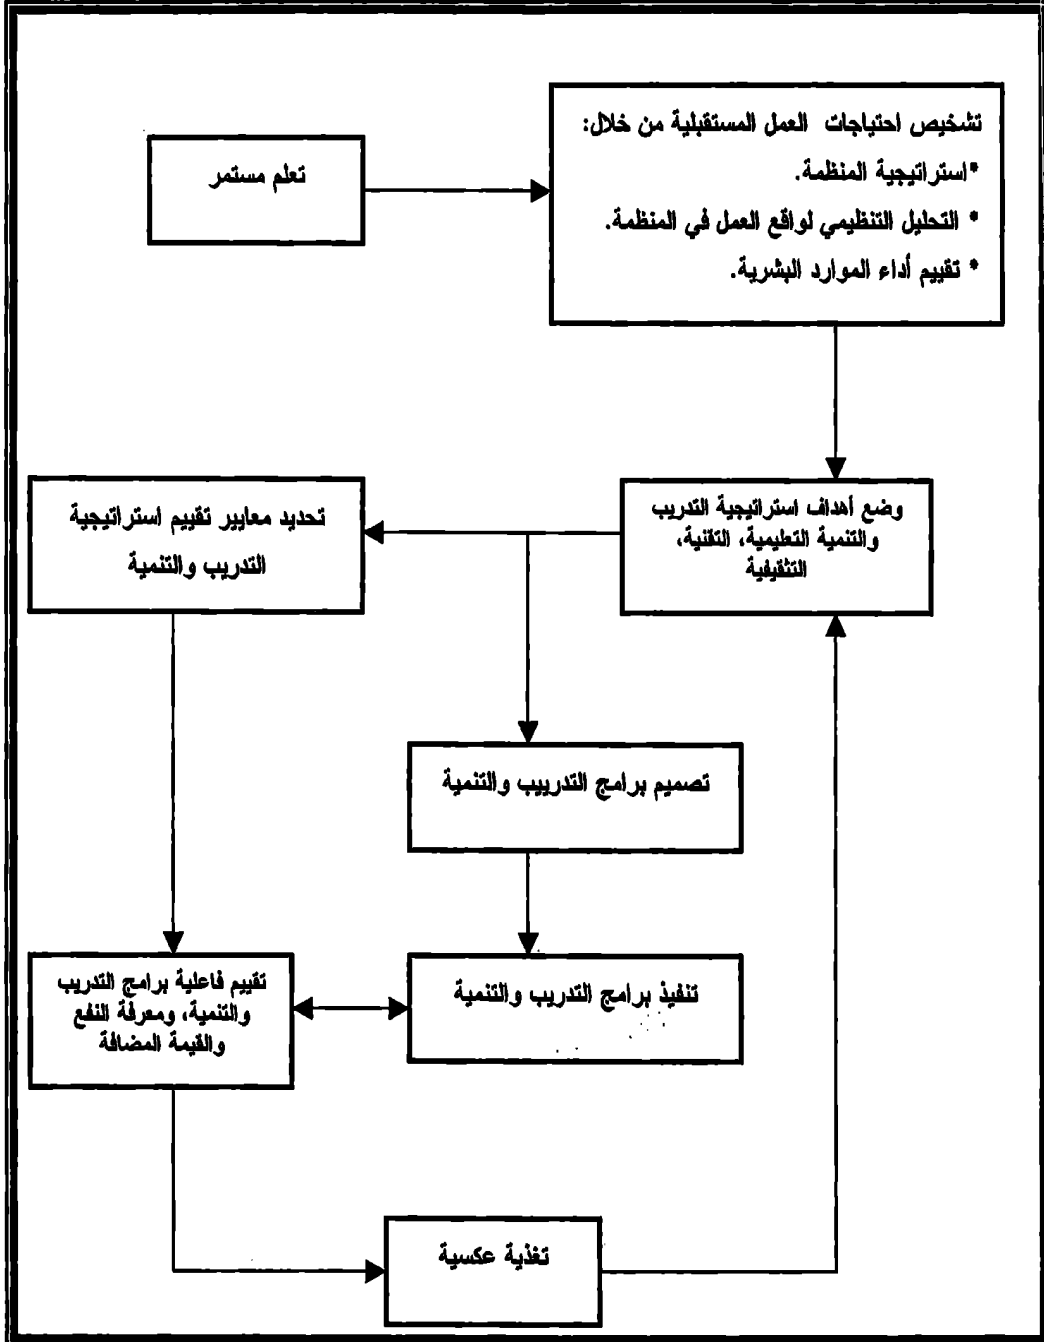 تشخيص احتياجات العمل المستقبلية من خلال:
*استراتيجية المنظمة.
* التحليل التنظيمي لواقع العمل في المنظمة.
* تقييم أداء الموارد البشرية.
تعلم مستمر
وضع أهداف استراتيجية التدريب
والتنمية التعليمية، التقنية،
التثقيفية
تحديد معايير تقييم استراتيجية
التدريب والتنمية
تصميم برامج التدرييب والتنمية
تنفيذ برامج التدريب والتنمية
تقييم فاعلية برامج التدريب
والتنمية، ومعرفة النفع
والقيمة المضافة
تغذية عكسية